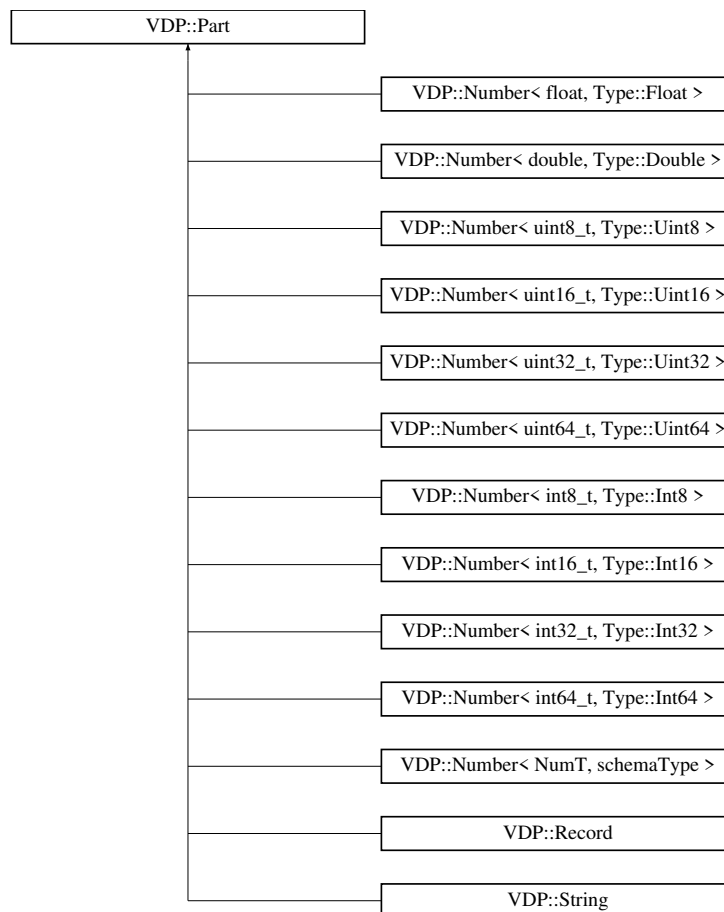 VDP::Part
VDP::Number< float, Type::Float >
VDP::Number< double, Type::Double >
VDP::Number< uint8_t, Type::Uint8 >
VDP::Number< uint16_t, Type::Uint16 >
VDP::Number< uint32_t, Type::Uint32 >
VDP::Number< uint64_t, Type::Uint64 >
VDP::Number< int8_t, Type::Int8 >
VDP::Number< int16_t, Type::Int16 >
VDP::Number< int32_t, Type::Int32 >
VDP::Number< int64_t, Type::Int64 >
VDP::Number< NumT, schemaType >
VDP::Record
VDP::String